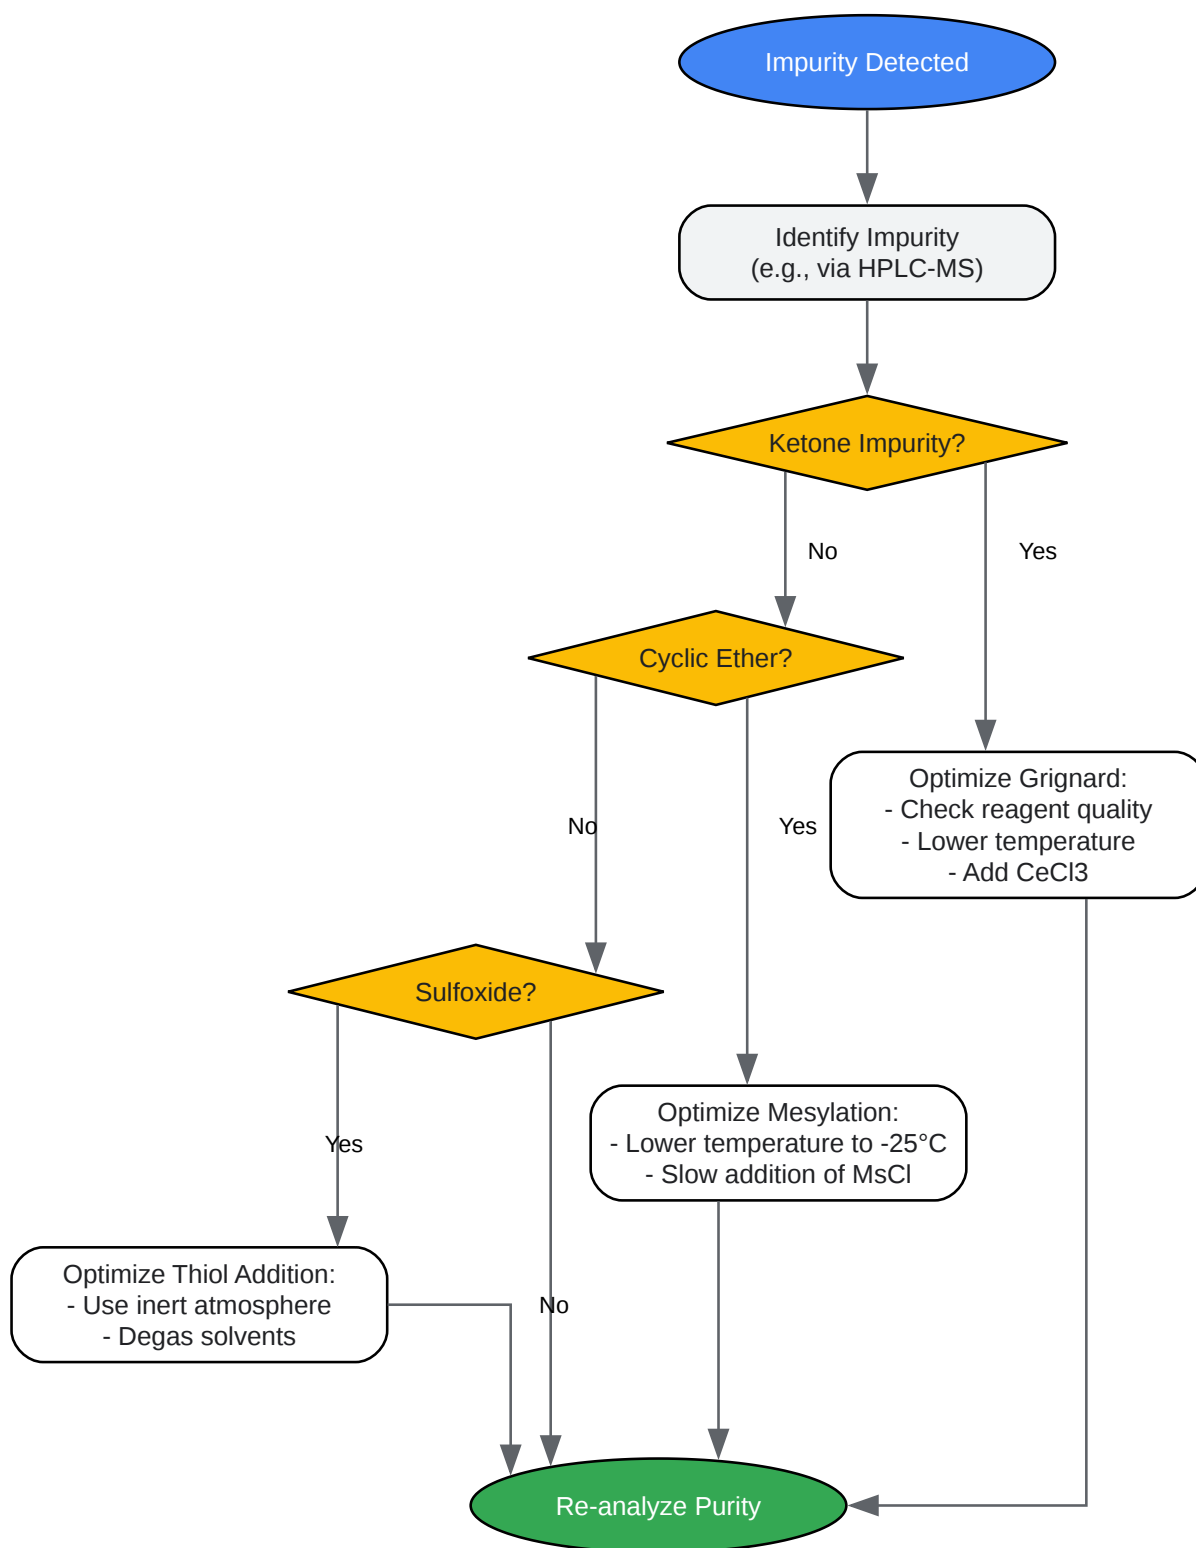 Impurity Detected
Identify Impurity
(e.g., via HPLC-MS)
Ketone Impurity?
No
Yes
Cyclic Ether?
Optimize Grignard:
- Check reagent quality
- Lower temperature
- Add CeCl3
No
Yes
Sulfoxide?
Optimize Mesylation:
- Lower temperature to -25°C
- Slow addition of MsCl
Yes
Optimize Thiol Addition:
- Use inert atmosphere
- Degas solvents
No
Re-analyze Purity